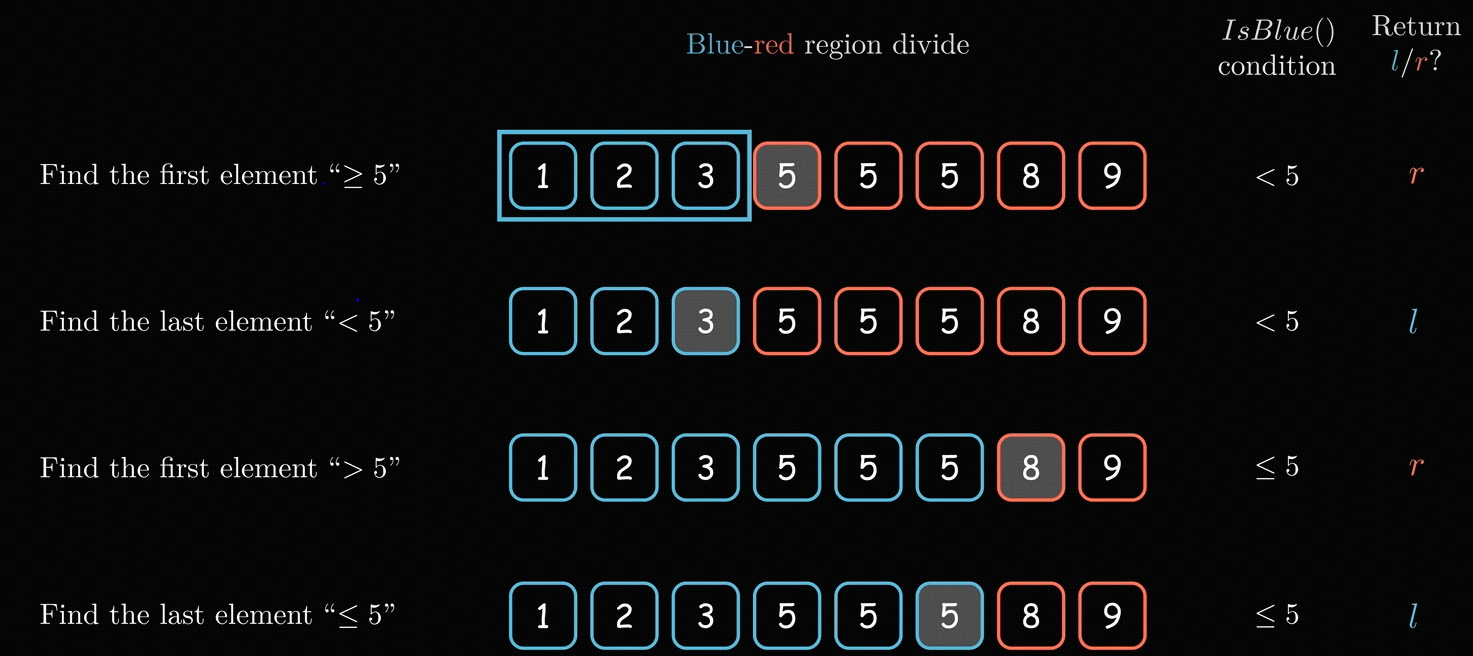 Blue-red region divide
IsBlue()
condition
Return
l/r?
Find the first element “≥ 5” 1 2 3 5 5 5 8 9 < 5 r
Find the last element “< 5” 1 2 3 5 5 5 8 9 < 5 l
Find the first element “> 5” 1 2 3 5 5 5 8 9 ≤ 5 r
Find the last element “≤ 5” 1 2 3 5 5 5 8 9 ≤ 5 l